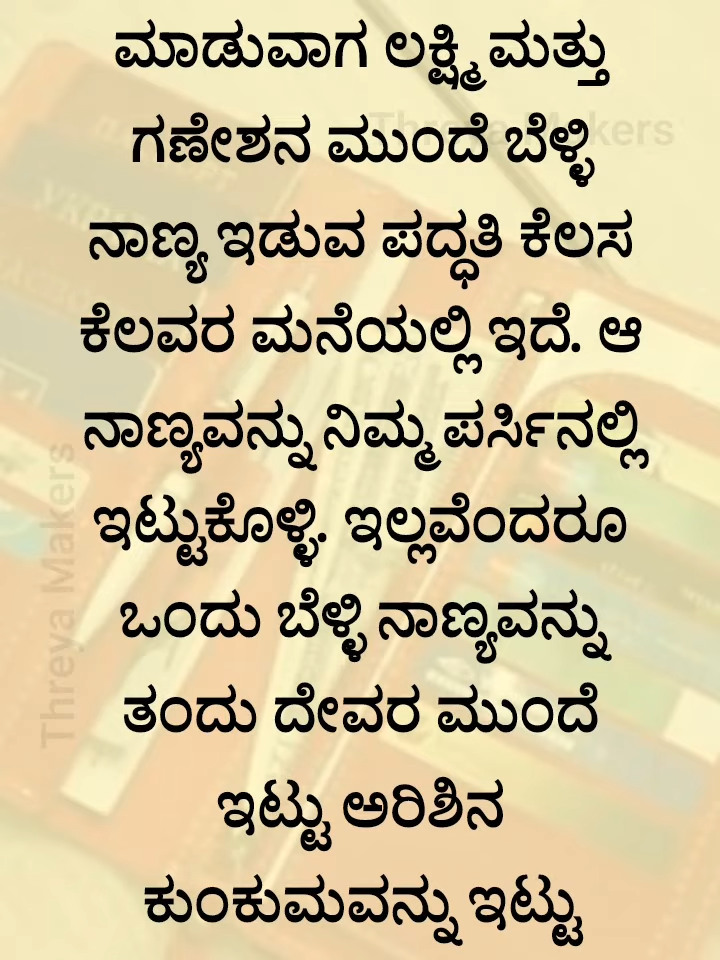 ಮಾಡುವಾಗ ಲಕ್ಷ್ಮಿ ಮತ್ತು
Threya Makers
ಗಣೇಶನ ಮುಂದೆ ಬೆಳ್ಳಿ
ನಾಣ್ಯ ಇಡುವ ಪದ್ಧತಿ ಕೆಲಸ
ಕೆಲವರ ಮನೆಯಲ್ಲಿ ಇದೆ. ಆ
ನಾಣ್ಯವನ್ನು ನಿಮ್ಮ ಪರ್ಸಿನಲ್ಲಿ
ಇಟ್ಟುಕೊಳ್ಳಿ. ಇಲ್ಲವೆಂದರೂ
ಒಂದು ಬೆಳ್ಳಿ ನಾಣ್ಯವನ್ನು
ತಂದು ದೇವರ ಮುಂದೆ
ಇಟ್ಟು ಅರಿಶಿನ
ಕುಂಕುಮವನ್ನು ಇಟ್ಟು
Threya Makers